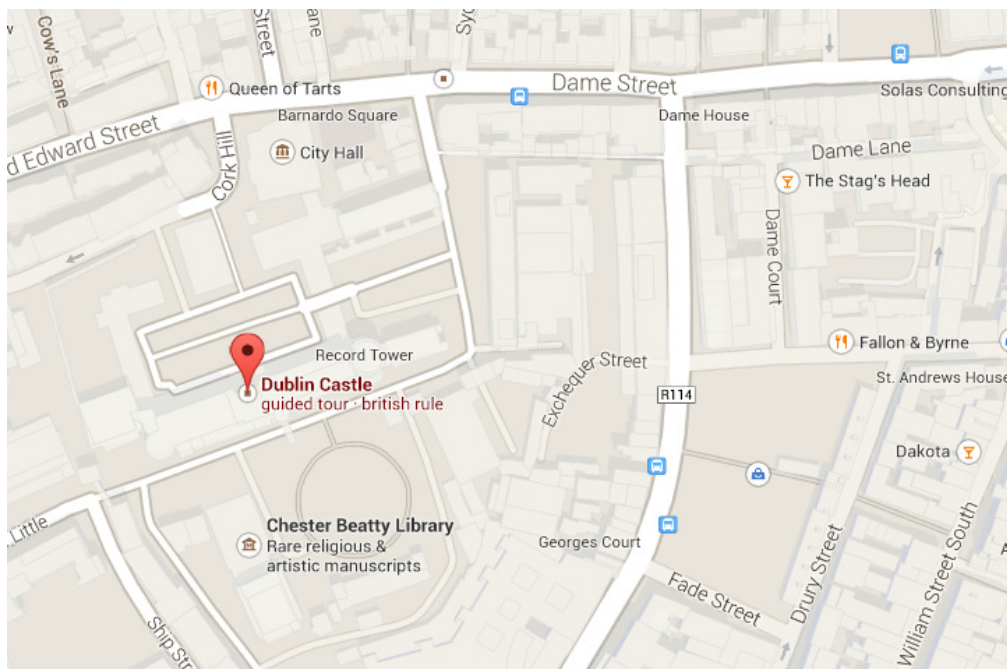 Cow's Lane
Street
Lane
Queen of Tarts
Dame Street
Solas Consulting
Barnardo Square
Dame House
d Edward Street
Cork Hill
City Hall
Dame Lane
The Stag's Head
Dame Court
Record Tower
Exchequer Street
Fallon & Byrne
St. Andrews House
Dublin Castle
guided tour · british rule
R114
Dakota
Little
Chester Beatty Library
Rare religious &
artistic manuscripts
Georges Court
Fade Street
Drury Street
William Street South
Ship Str